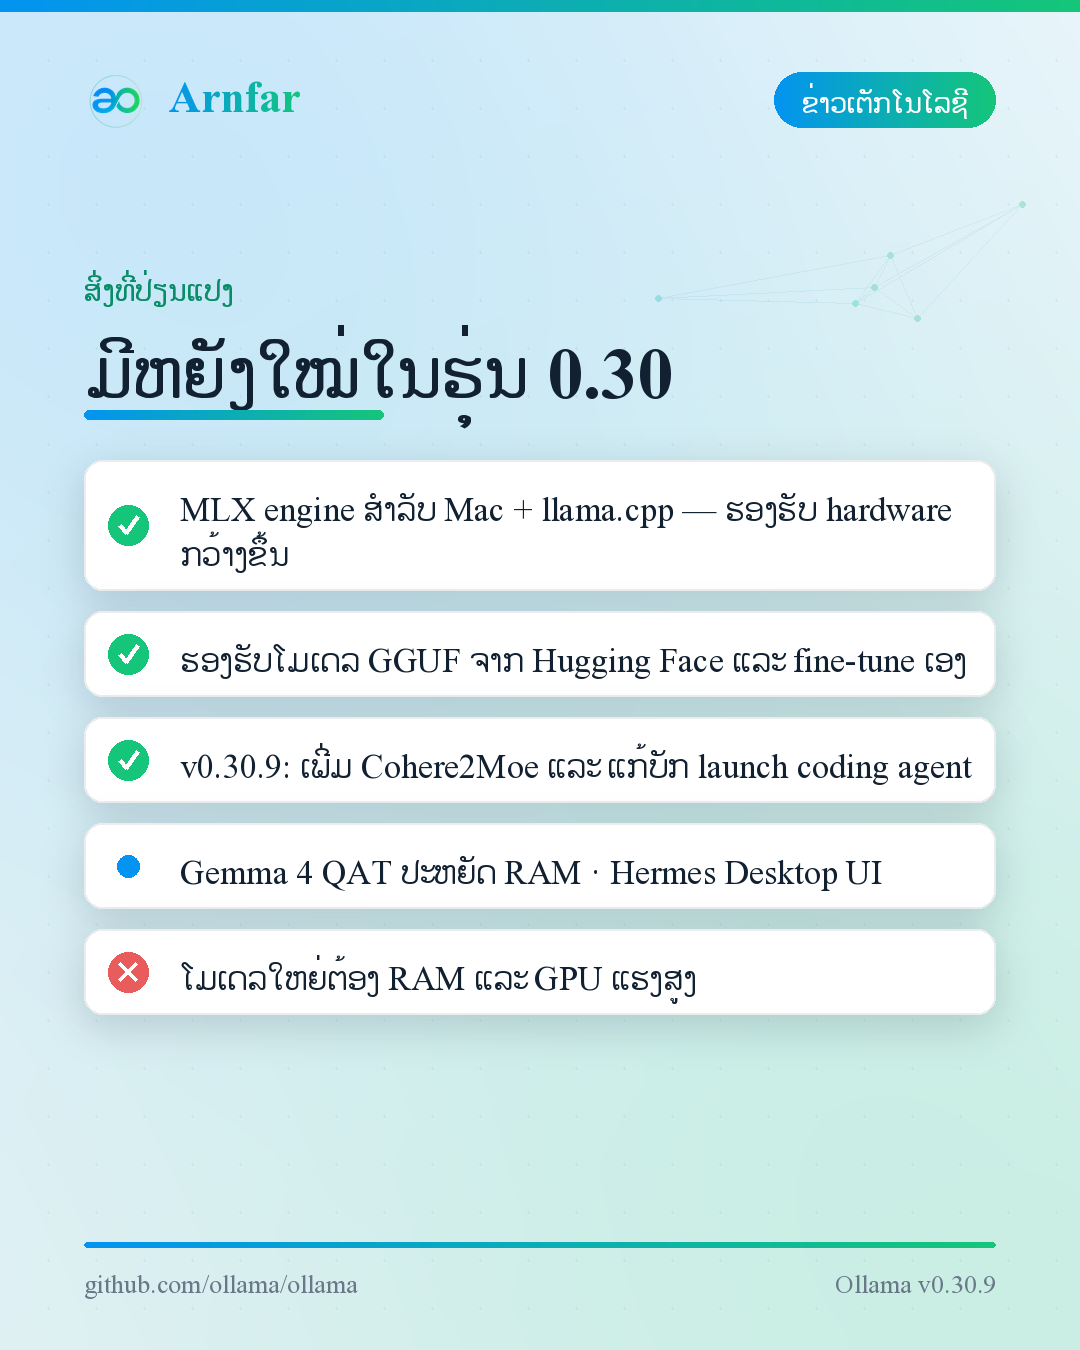 Arnfar
ຂ່າວເຕັກໂນໂລຊີ
ສິ່ງທີ່ປ່ຽນແປງ
ມີຫຍັງໃໝ່ໃນຮຸ່ນ 0.30
MLX engine ສຳລັບ Mac + llama.cpp — ຮອງຮັບ hardware
ກວ້າງຂຶ້ນ
ຮອງຮັບໂມເດລ GGUF ຈາກ Hugging Face ແລະ fine-tune ເອງ
v0.30.9: ເພີ່ມ Cohere2Moe ແລະ ແກ້ບັກ launch coding agent
Gemma 4 QAT ປະຫຍັດ RAM · Hermes Desktop UI
ໂມເດລໃຫຍ່ຕ້ອງ RAM ແລະ GPU ແຮງສູງ
github.com/ollama/ollama
Ollama v0.30.9